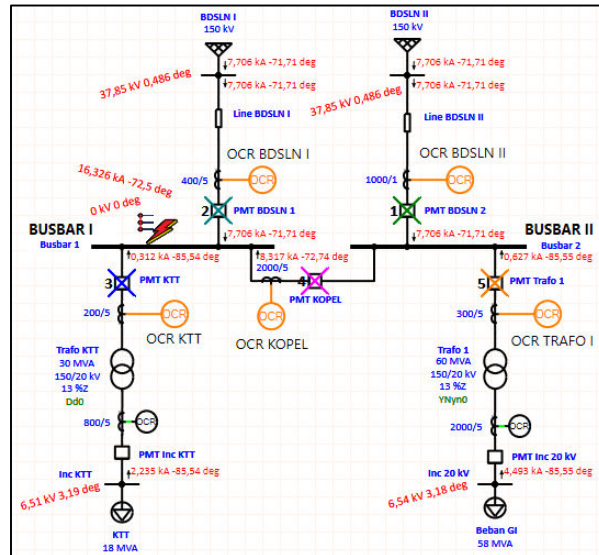 BDSLN I
150 kV
BDSLN II
150 kV
7,706 kA -71,71 deg
7,706 kA -71,71 deg
37,85 kV 0,486 deg
7,706 kA -71,71 deg
7,706 kA -71,71 deg
37,85 kV 0,486 deg
Line BDSLN I
Line BDSLN II
OCR BDSLN I
OCR BDSLN II
400/5
OCR
1000/1
OCR
16,326 kA -72,5 deg
0 kV 0 deg
2
PMT BDSLN 1
1
PMT BDSLN 2
BUSBAR I
Busbar 1
7,706 kA -71,71 deg
7,706 kA -71,71 deg
BUSBAR II
Busbar 2
0,312 kA -85,54 deg
8,317 kA -72,74 deg
0,627 kA -85,55 deg
2000/5
3
PMT KTT
4
PMT KOPEL
5
PMT Trafo 1
200/5
OCR
OCR
300/5
OCR
OCR KTT
OCR KOPEL
OCR TRAFO I
Trafo KTT
30 MVA
150/20 kV
13 %Z
Dd0
Trafo 1
60 MVA
150/20 kV
13 %Z
YNyn0
800/5
OCR
2000/5
OCR
PMT Inc KTT
PMT Inc 20 kV
2,235 kA -85,54 deg
4,493 kA -85,55 deg
Inc KTT
6,51 kV 3,19 deg
Inc 20 kV
6,54 kV 3,18 deg
KTT
18 MVA
Beban GI
58 MVA